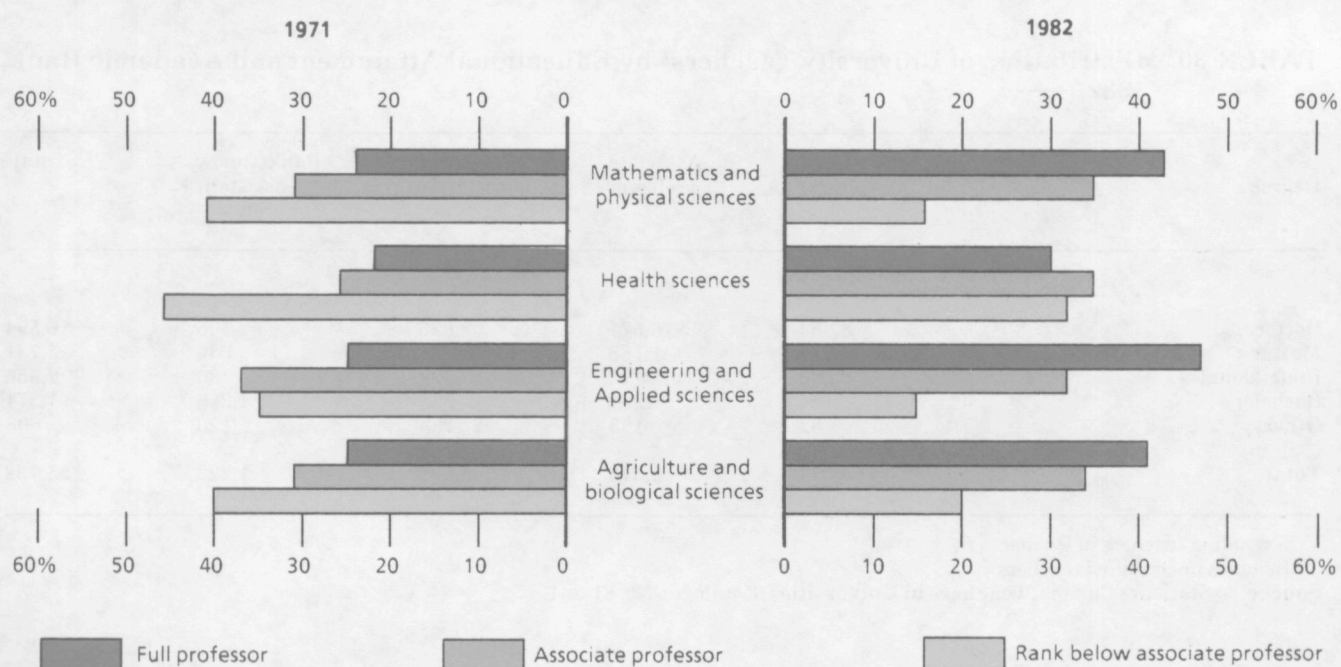 1971 1982
60% 50 40 30 20 10 0 0 10 20 30 40 50 60%
Mathematics and
physical sciences
Health sciences
Engineering and
Applied sciences
Agriculture and
biological sciences
60% 50 40 30 20 10 0 0 10 20 30 40 50 60%
Full professor Associate professor Rank below associate professor